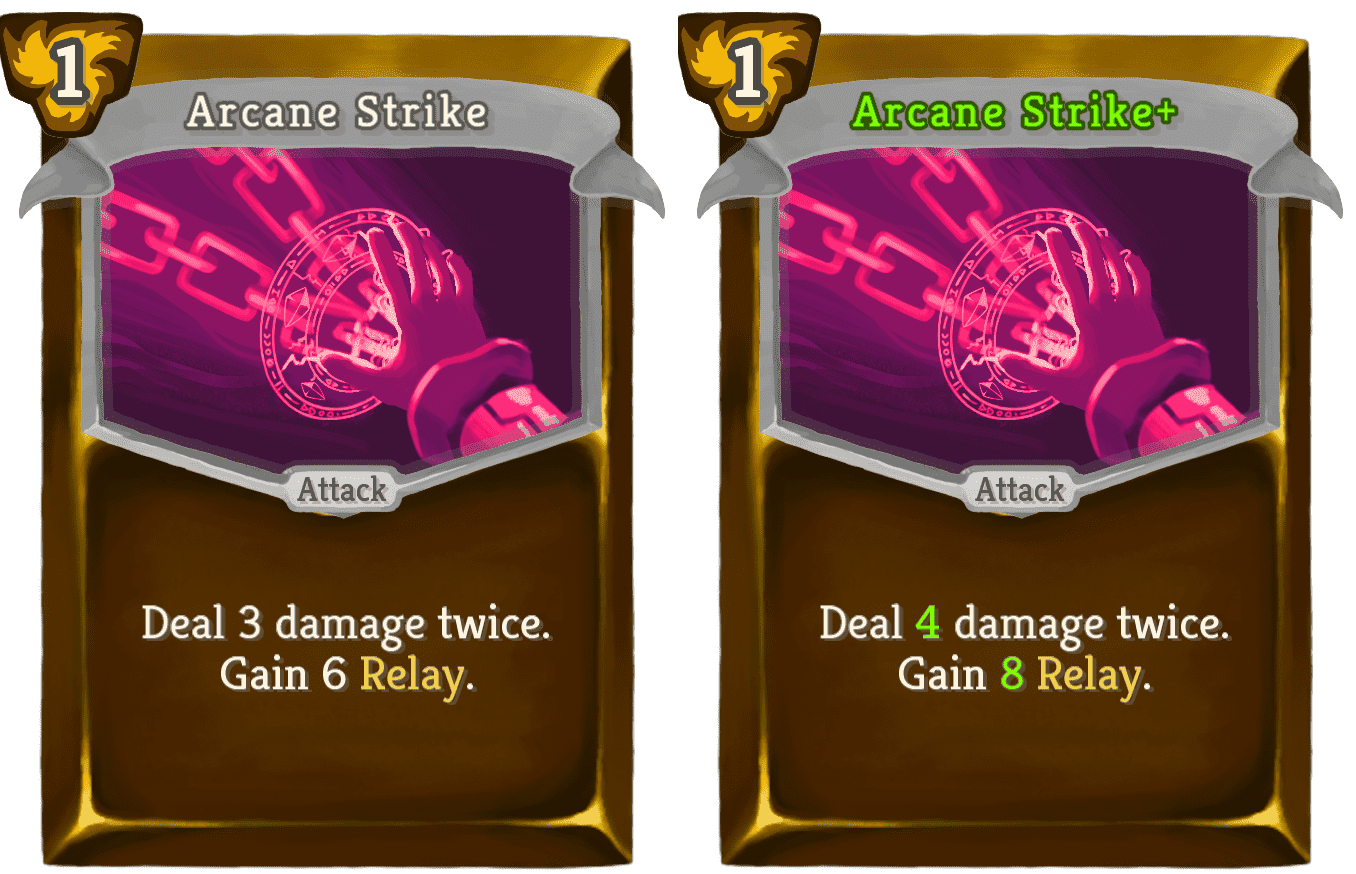 1
Arcane Strike
Attack
Deal 3 damage twice.
Gain 6 Relay.
1
Arcane Strike+
Attack
Deal 4 damage twice.
Gain 8 Relay.